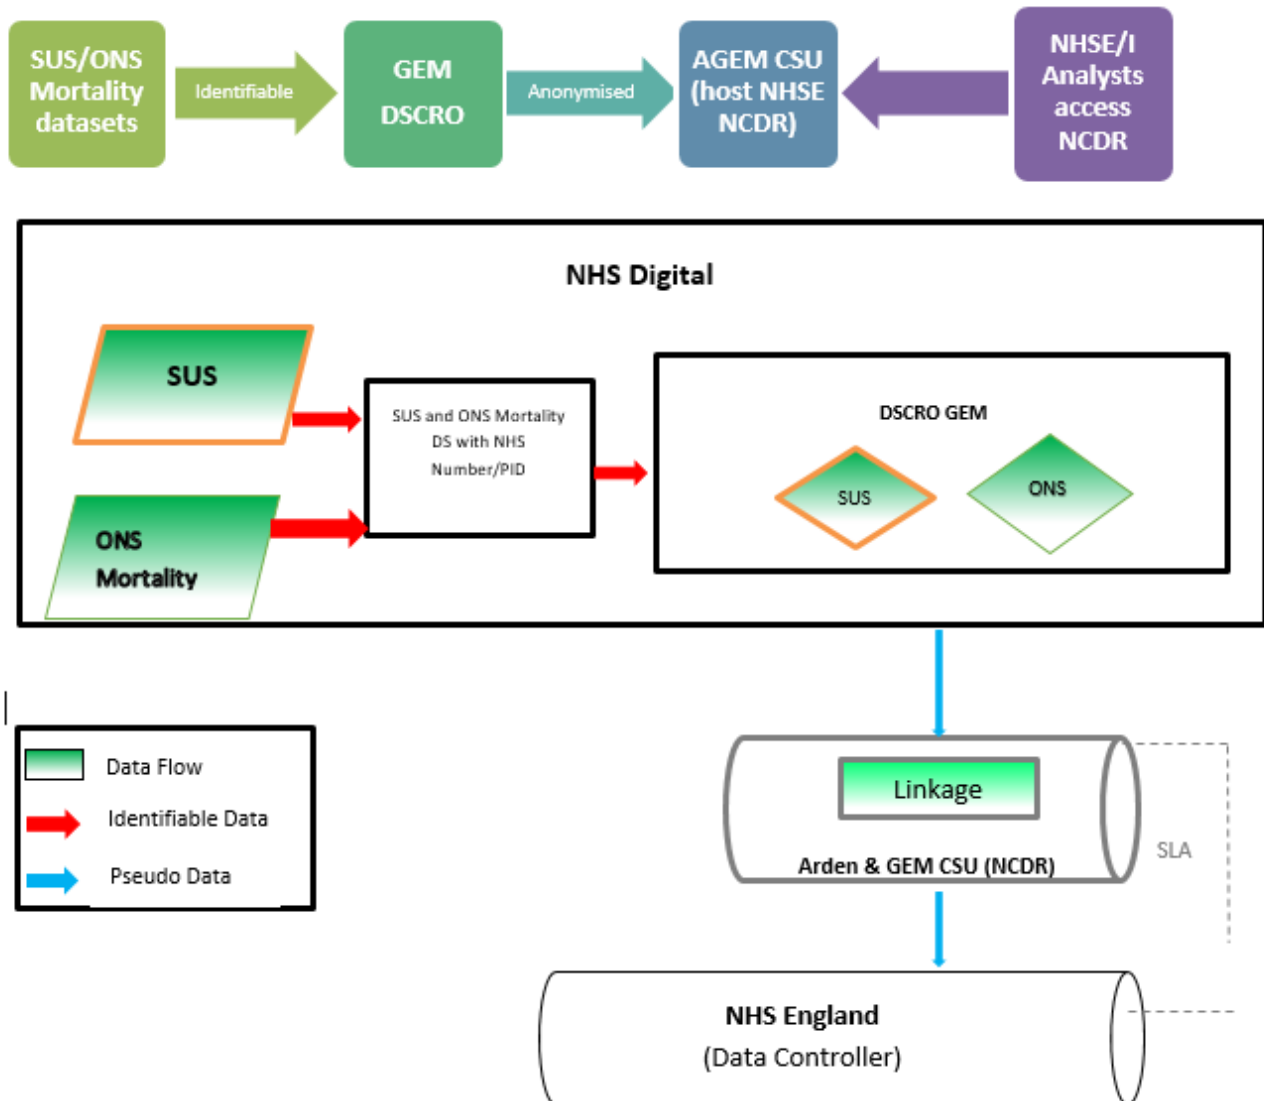 SUS/ONS
Mortality
datasets
Identifiable
GEM
DSCRO
Anonymised
AGEM CSU
(host NHSE
NCDR)
NHSE/I
Analysts
access
NCDR
NHS Digital
SUS
ONS
Mortality
SUS and ONS Mortality
DS with NHS
Number/PID
DSCRO GEM
SUS
ONS
Data Flow
Identifiable Data
Pseudo Data
Linkage
Arden & GEM CSU (NCDR)
SLA
NHS England
(Data Controller)